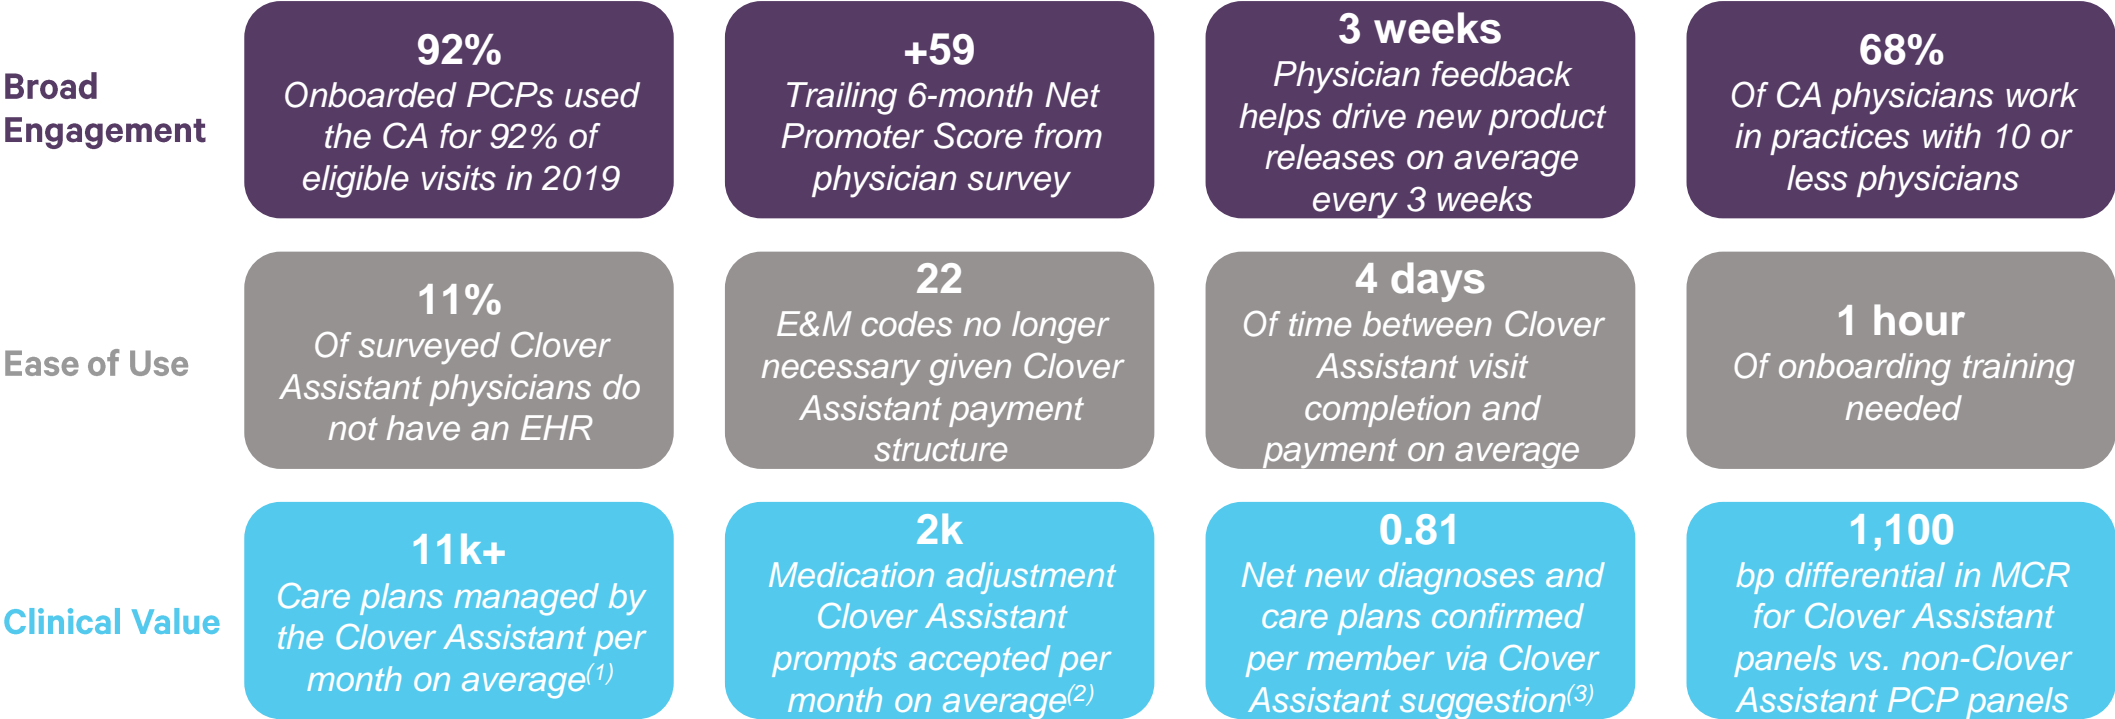 Broad
Engagement
92%
Onboarded PCPs used
the CA for 92% of
eligible visits in 2019
+59
Trailing 6-month Net
Promoter Score from
physician survey
3 weeks
Physician feedback
helps drive new product
releases on average
every 3 weeks
68%
Of CA physicians work
in practices with 10 or
less physicians
Ease of Use
11%
Of surveyed Clover
Assistant physicians do
not have an EHR
22
E&M codes no longer
necessary given Clover
Assistant payment
structure
4 days
Of time between Clover
Assistant visit
completion and
payment on average
1 hour
Of onboarding training
needed
Clinical Value
11k+
Care plans managed by
the Clover Assistant per
month on average(1)
2k
Medication adjustment
Clover Assistant
prompts accepted per
month on average(2)
0.81
Net new diagnoses and
care plans confirmed
per member via Clover
Assistant suggestion(3)
1,100
bp differential in MCR
for Clover Assistant
panels vs. non-Clover
Assistant PCP panels